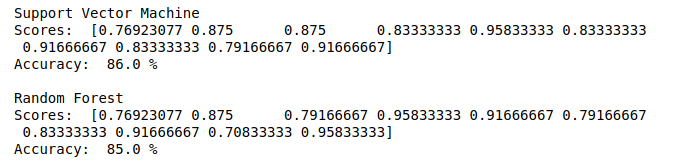 Support Vector Machine
Scores:  [0.76923077 0.875      0.875      0.83333333 0.95833333 0.83333333
 0.91666667 0.83333333 0.79166667 0.91666667]
Accuracy:  86.0 %

Random Forest
Scores:  [0.76923077 0.875      0.79166667 0.95833333 0.91666667 0.79166667
 0.83333333 0.91666667 0.70833333 0.95833333]
Accuracy:  85.0 %